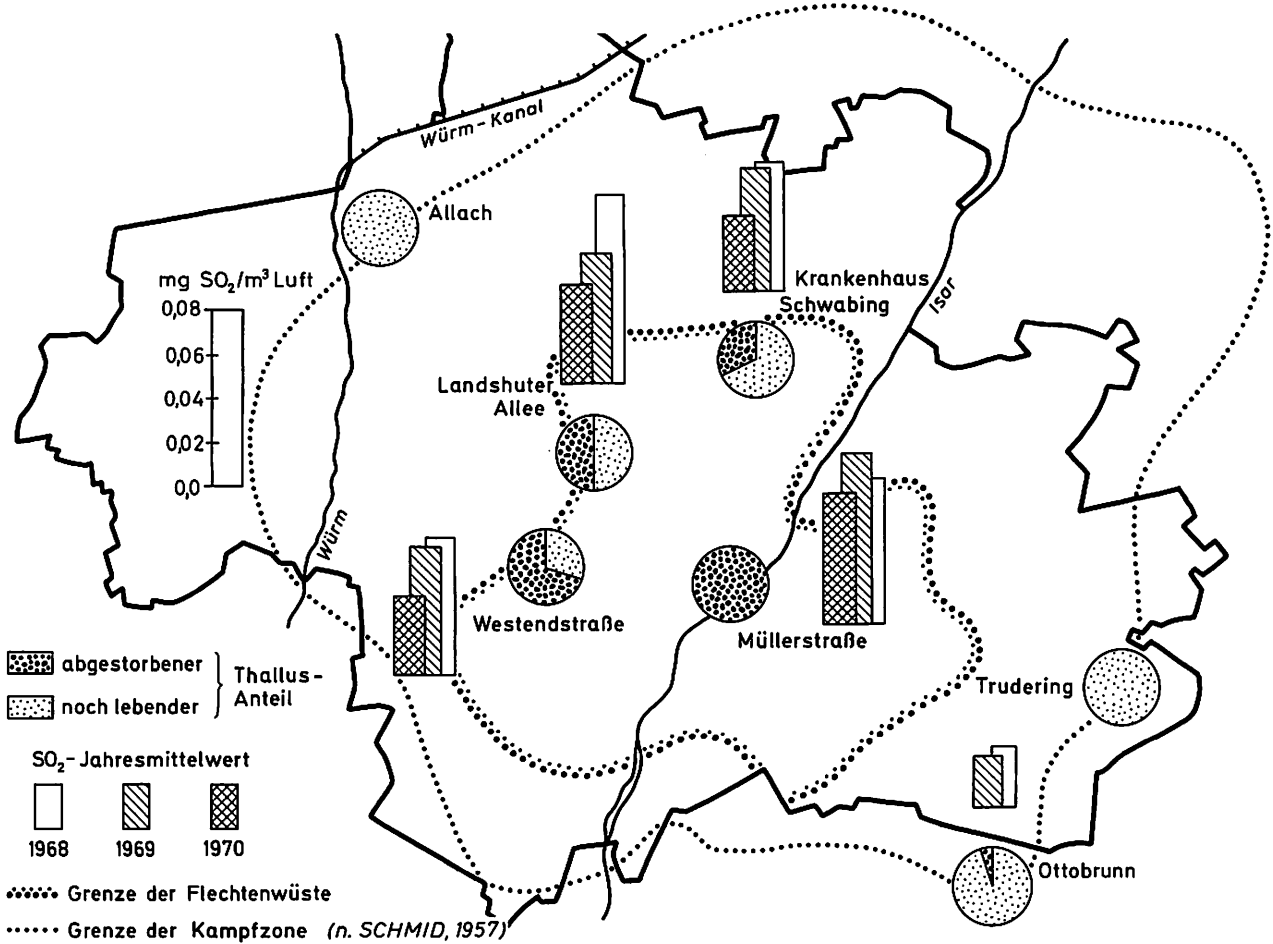 Würm-Kanal
Allach
mg SO₂/m³ Luft
0,08
0,06
0,04
0,02
0,0
Krankenhaus
Schwabing
Isar
Landshuter
Allee
Würm
Westendstraße
Müllerstraße
Trudering
Ottobrunn
abgestorbener
noch lebender
Thallus-
Anteil
SO₂-Jahresmittelwert
1968 1969 1970
Grenze der Flechtenwüste
Grenze der Kampfzone (n. SCHMID, 1957)